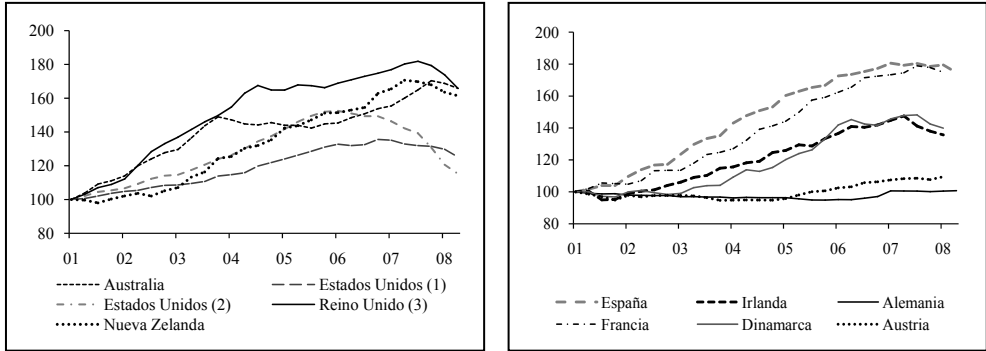 200
180
160
140
120
100
80
01 02 03 04 05 06 07 08
Australia Estados Unidos (1)
Estados Unidos (2) Reino Unido (3)
Nueva Zelanda
200
180
160
140
120
100
80
01 02 03 04 05 06 07 08
España Irlanda Alemania
Francia Dinamarca Austria